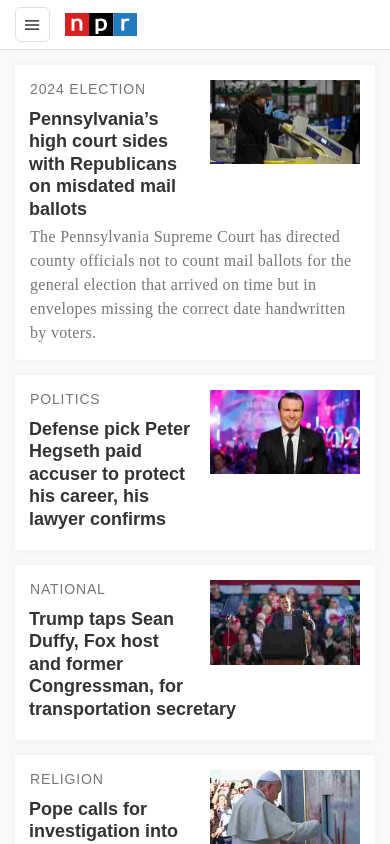 npr
2024 ELECTION
Pennsylvania’s
high court sides
with Republicans
on misdated mail
ballots
The Pennsylvania Supreme Court has directed
county officials not to count mail ballots for the
general election that arrived on time but in
envelopes missing the correct date handwritten
by voters.
POLITICS
Defense pick Peter
Hegseth paid
accuser to protect
his career, his
lawyer confirms
NATIONAL
Trump taps Sean
Duffy, Fox host
and former
Congressman, for
transportation secretary
RELIGION
Pope calls for
investigation into